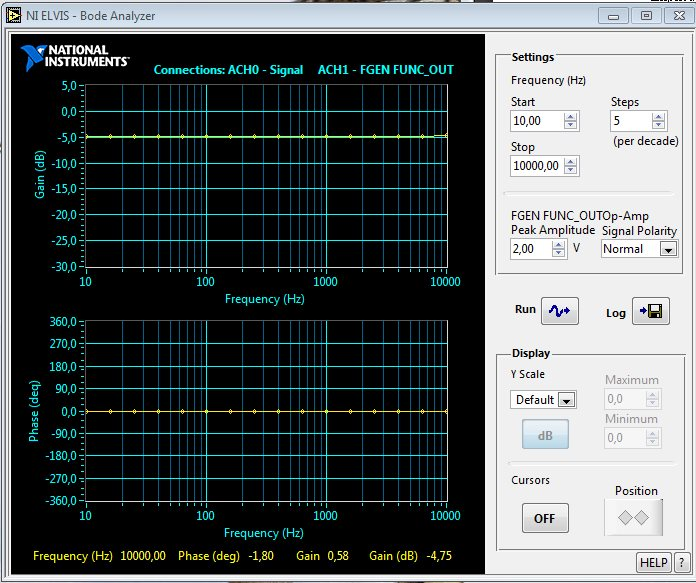 NI ELVIS - Bode Analyzer
NATIONAL
INSTRUMENTS™
Connections: ACH0 - Signal ACH1 - FGEN FUNC_OUT
5,0
0,0
-5,0
-10,0
-15,0
-20,0
-25,0
-30,0
Gain (dB)
10 100 1000 10000
Frequency (Hz)
360,0
270,0
180,0
90,0
0,0
-90,0
-180,0
-270,0
-360,0
Phase (deq)
10 100 1000 10000
Frequency (Hz)
Frequency (Hz) 10000,00 Phase (deg) -1,80 Gain 0,58 Gain (dB) -4,75
Settings
Frequency (Hz)
Start Steps
10,00 5
(per decade)
Stop
10000,00
FGEN FUNC_OUTOp-Amp
Peak Amplitude Signal Polarity
2,00 V Normal
Run Log
Display
Y Scale Maximum
Default 0,0
Minimum
dB 0,0
Cursors Position
OFF
HELP ?